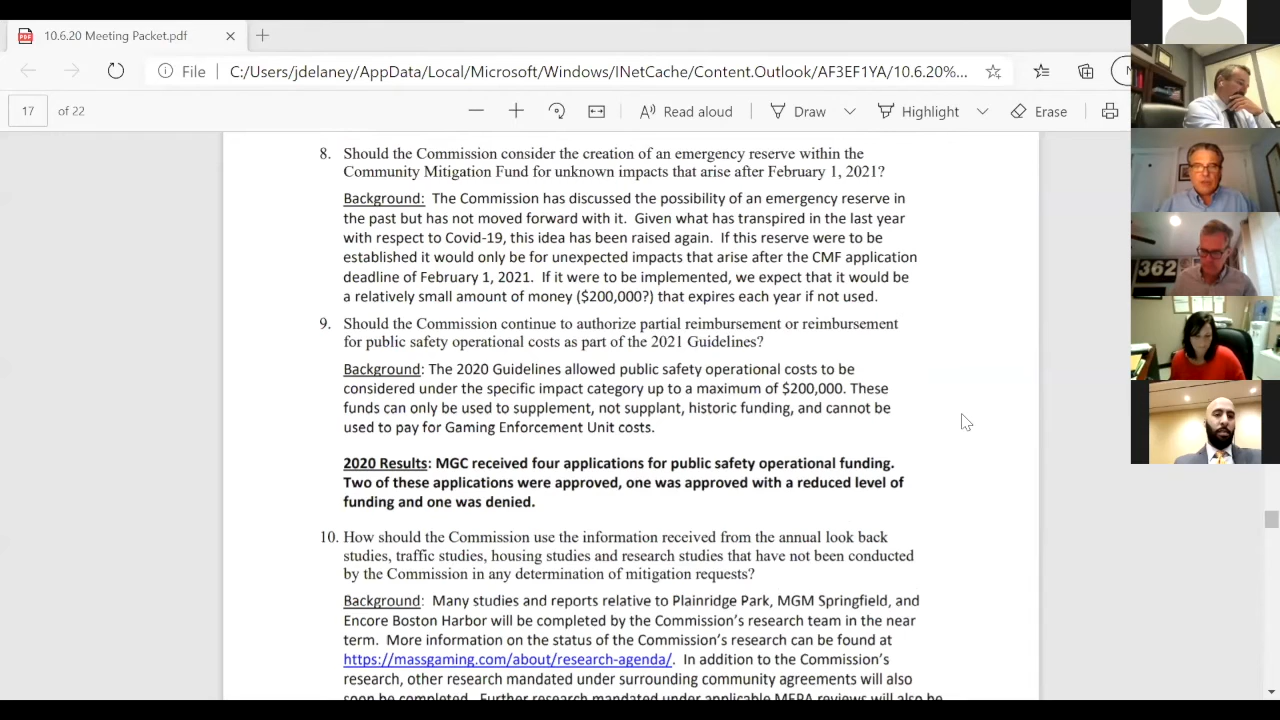 10.6.20 Meeting Packet.pdf
File C:/Users/jdelaney/AppData/Local/Microsoft/Windows/INetCache/Content.Outlook/AF3EF1YA/10.6.20%...
17 of 22 Read aloud Draw Highlight Erase
8. Should the Commission consider the creation of an emergency reserve within the
Community Mitigation Fund for unknown impacts that arise after February 1, 2021?
Background: The Commission has discussed the possibility of an emergency reserve in
the past but has not moved forward with it. Given what has transpired in the last year
with respect to Covid-19, this idea has been raised again. If this reserve were to be
established it would only be for unexpected impacts that arise after the CMF application
deadline of February 1, 2021. If it were to be implemented, we expect that it would be
a relatively small amount of money ($200,000?) that expires each year if not used.
9. Should the Commission continue to authorize partial reimbursement or reimbursement
for public safety operational costs as part of the 2021 Guidelines?
Background: The 2020 Guidelines allowed public safety operational costs to be
considered under the specific impact category up to a maximum of $200,000. These
funds can only be used to supplement, not supplant, historic funding, and cannot be
used to pay for Gaming Enforcement Unit costs.
2020 Results: MGC received four applications for public safety operational funding.
Two of these applications were approved, one was approved with a reduced level of
funding and one was denied.
10. How should the Commission use the information received from the annual look back
studies, traffic studies, housing studies and research studies that have not been conducted
by the Commission in any determination of mitigation requests?
Background: Many studies and reports relative to Plainridge Park, MGM Springfield, and
Encore Boston Harbor will be completed by the Commission's research team in the near
term. More information on the status of the Commission's research can be found at
https://massgaming.com/about/research-agenda/. In addition to the Commission's
research, other research mandated under surrounding community agreements will also
soon be completed. Further research mandated under applicable MEPA reviews will also be
362